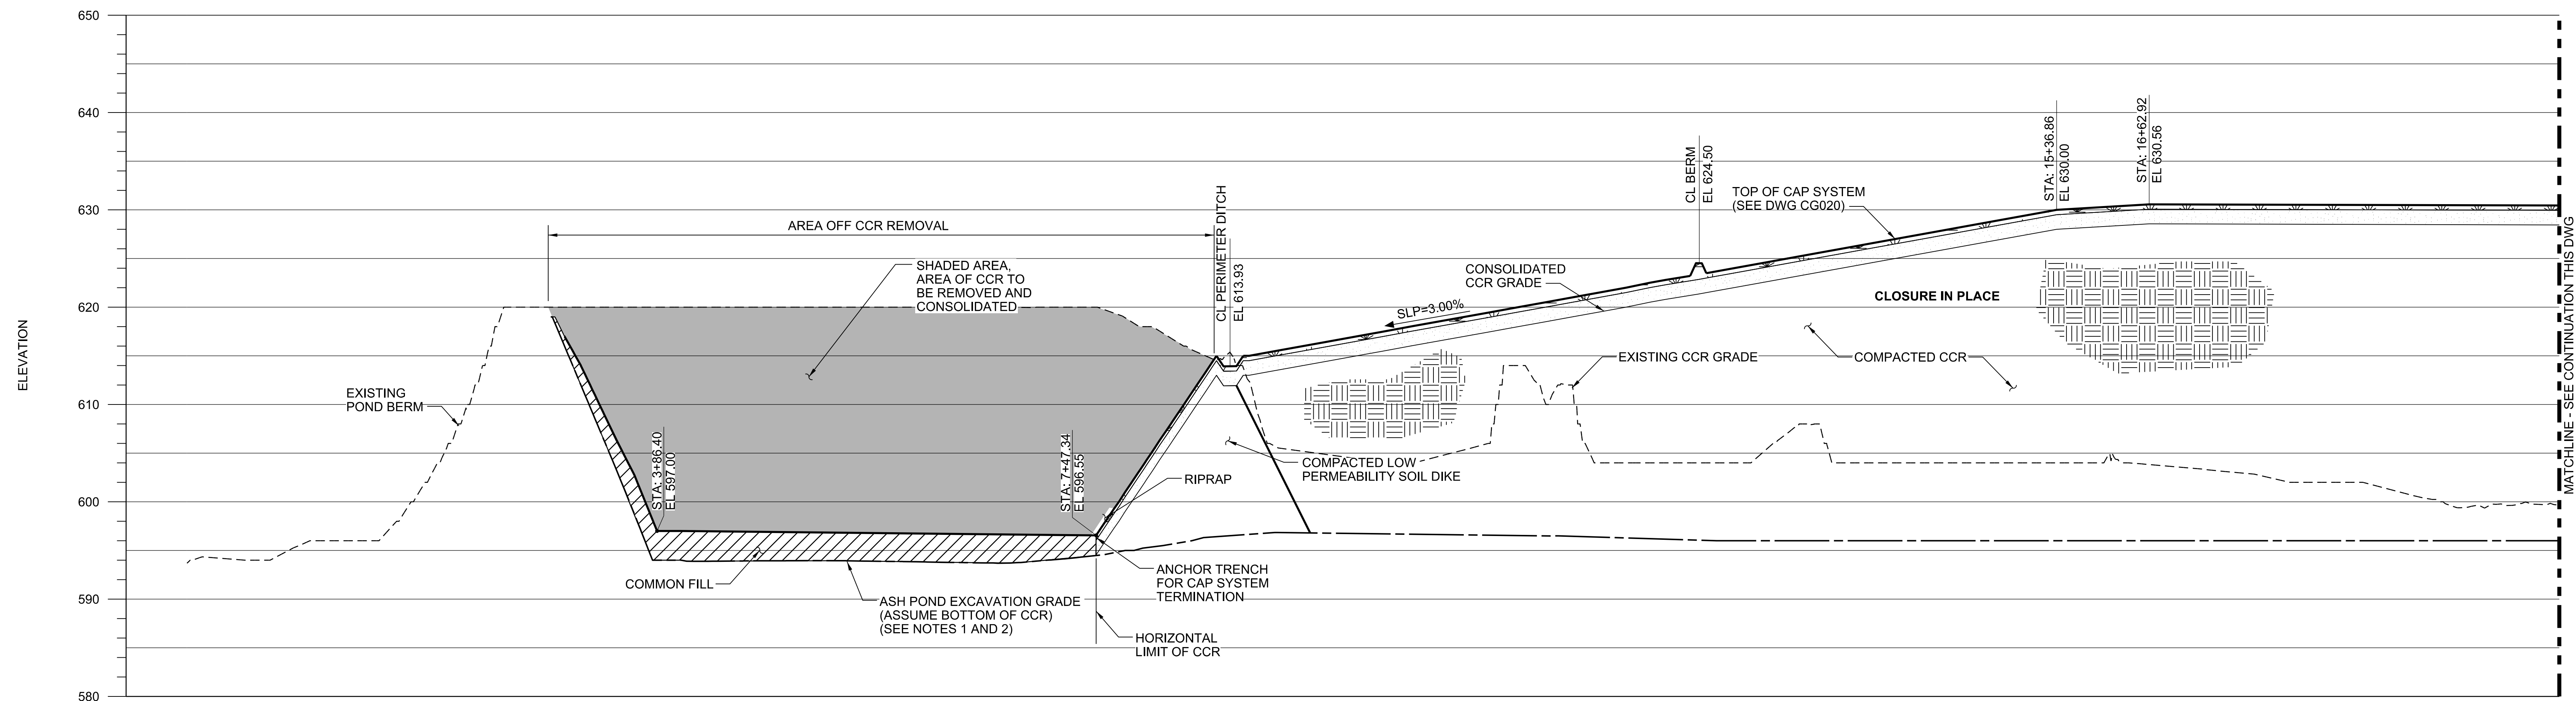 650
640
630
620
610
600
590
580
ELEVATION
EXISTING
POND BERM
AREA OFF CCR REMOVAL
SHADED AREA,
AREA OF CCR TO
BE REMOVED AND
CONSOLIDATED
STA: 3+86.40
EL 597.00
COMMON FILL
ASH POND EXCAVATION GRADE
(ASSUME BOTTOM OF CCR)
(SEE NOTES 1 AND 2)
STA: 7+47.34
EL 596.55
RIPRAP
ANCHOR TRENCH
FOR CAP SYSTEM
TERMINATION
HORIZONTAL
LIMIT OF CCR
CL PERIMETER DITCH
EL 613.93
COMPACTED LOW
PERMEABILITY SOIL DIKE
SLP=3.00%
CONSOLIDATED
CCR GRADE
EXISTING CCR GRADE
CL BERM
EL 624.50
TOP OF CAP SYSTEM
(SEE DWG CG020)
CLOSURE IN PLACE
COMPACTED CCR
STA: 15+36.86
EL 630.00
STA: 16+62.92
EL 630.56
MATCHLINE - SEE CONTINUATION THIS DWG